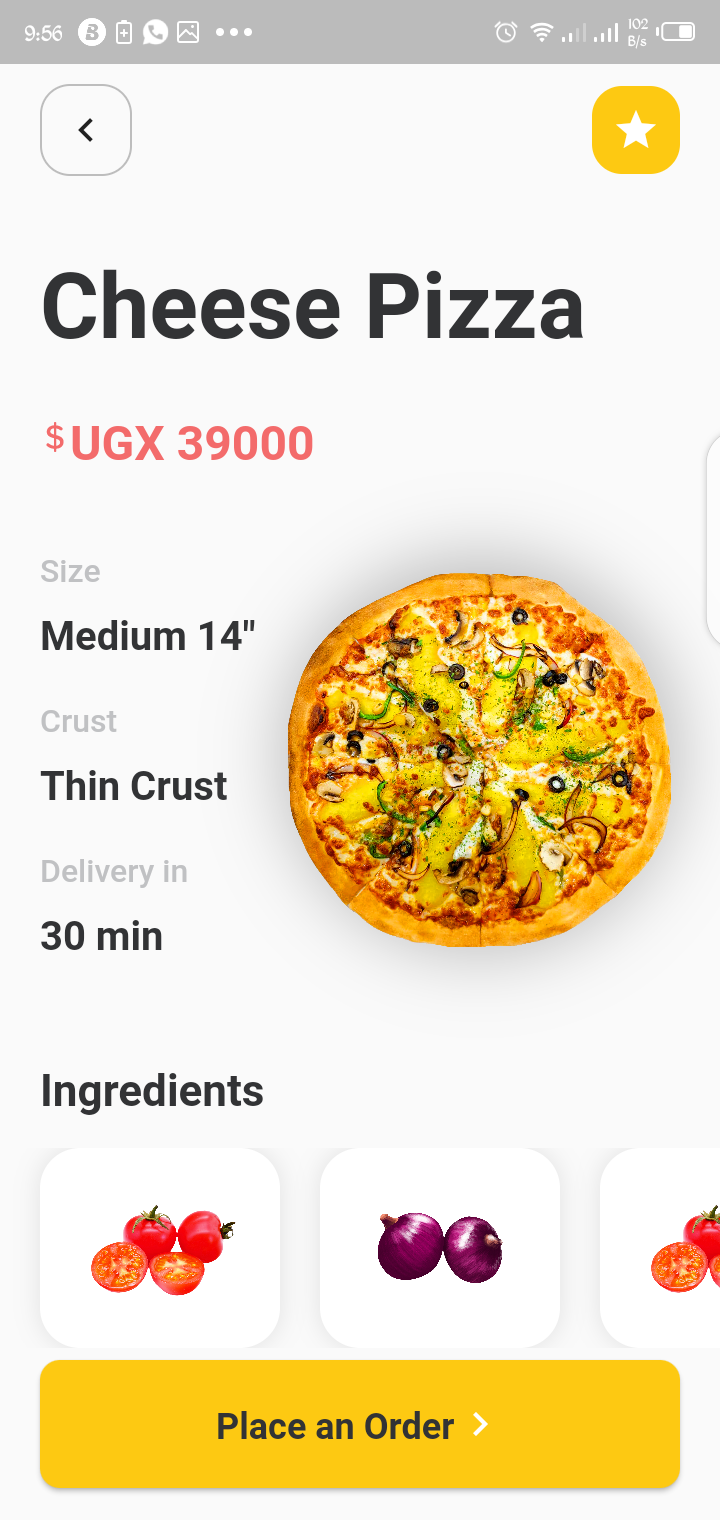 9:56
102
B/s
Cheese Pizza
$UGX 39000
Size
Medium 14"
Crust
Thin Crust
Delivery in
30 min
Ingredients
Place an Order